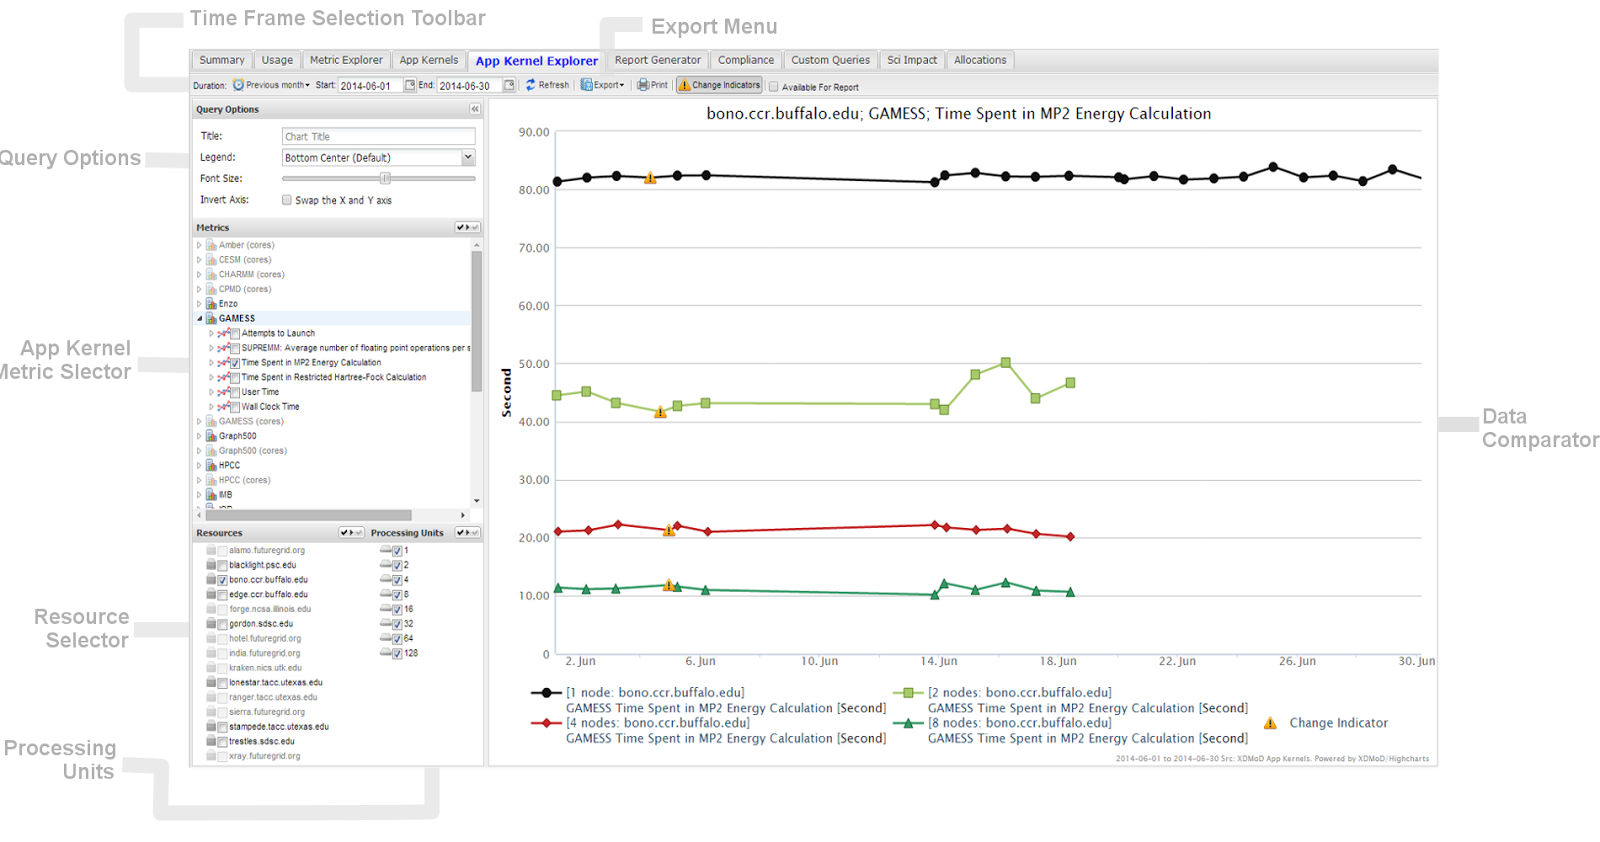 Time Frame Selection Toolbar
Export Menu
Summary Usage Metric Explorer App Kernels App Kernel Explorer Report Generator Compliance Custom Queries Sci Impact Allocations
Duration: Previous month Start: 2014-06-01 End: 2014-06-30 Refresh Export Print Change Indicators Available For Report
Query Options
Title: Chart Title
Legend: Bottom Center (Default)
Font Size:
Invert Axis: Swap the X and Y axis
Query Options
Metrics
Amber (cores)
CESM (cores)
CHARMM (cores)
CPMD (cores)
Enzo
GAMESS
Attempts to Launch
SUPREMM: Average number of floating point operations per s
Time Spent in MP2 Energy Calculation
Time Spent in Restricted Hartree-Fock Calculation
User Time
Wall Clock Time
GAMESS (cores)
Graph500
Graph500 (cores)
HPCC
HPCC (cores)
IMB
App Kernel
Metric Slector
Resources Processing Units
alamo.futuregrid.org 1
blacklight.psc.edu 2
bono.ccr.buffalo.edu 4
edge.ccr.buffalo.edu 8
forge.ncsa.illinois.edu 16
gordon.sdsc.edu 32
hotel.futuregrid.org 64
india.futuregrid.org 128
kraken.nics.utk.edu
lonestar.tacc.utexas.edu
ranger.tacc.utexas.edu
sierra.futuregrid.org
stampede.tacc.utexas.edu
trestles.sdsc.edu
xray.futuregrid.org
Resource
Selector
Processing
Units
bono.ccr.buffalo.edu; GAMESS; Time Spent in MP2 Energy Calculation
90.00
80.00
70.00
60.00
50.00
40.00
30.00
20.00
10.00
0
Second
2. Jun 6. Jun 10. Jun 14. Jun 18. Jun 22. Jun 26. Jun 30. Jun
[1 node: bono.ccr.buffalo.edu]
GAMESS Time Spent in MP2 Energy Calculation [Second]
[2 nodes: bono.ccr.buffalo.edu]
GAMESS Time Spent in MP2 Energy Calculation [Second]
[4 nodes: bono.ccr.buffalo.edu]
GAMESS Time Spent in MP2 Energy Calculation [Second]
[8 nodes: bono.ccr.buffalo.edu]
GAMESS Time Spent in MP2 Energy Calculation [Second]
Change Indicator
2014-06-01 to 2014-06-30 Src: XDMoD App Kernels. Powered by XDMoD/Highcharts
Data
Comparator